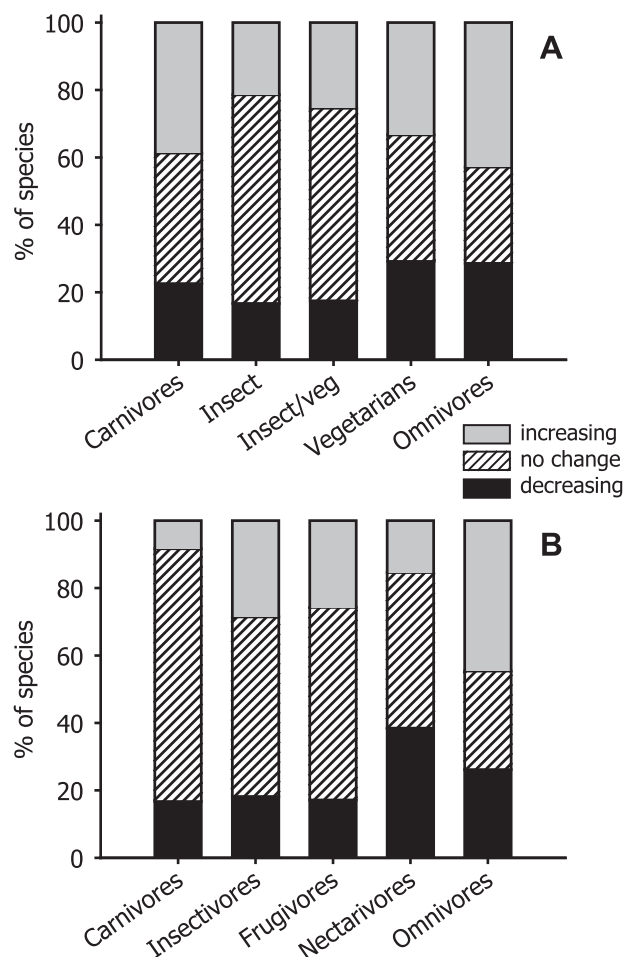 A
100
80
60
40
20
0
% of species
Carnivores
Insect
Insect/veg
Vegetarians
Omnivores
increasing
no change
decreasing
B
100
80
60
40
20
0
% of species
Carnivores
Insectivores
Frugivores
Nectarivores
Omnivores